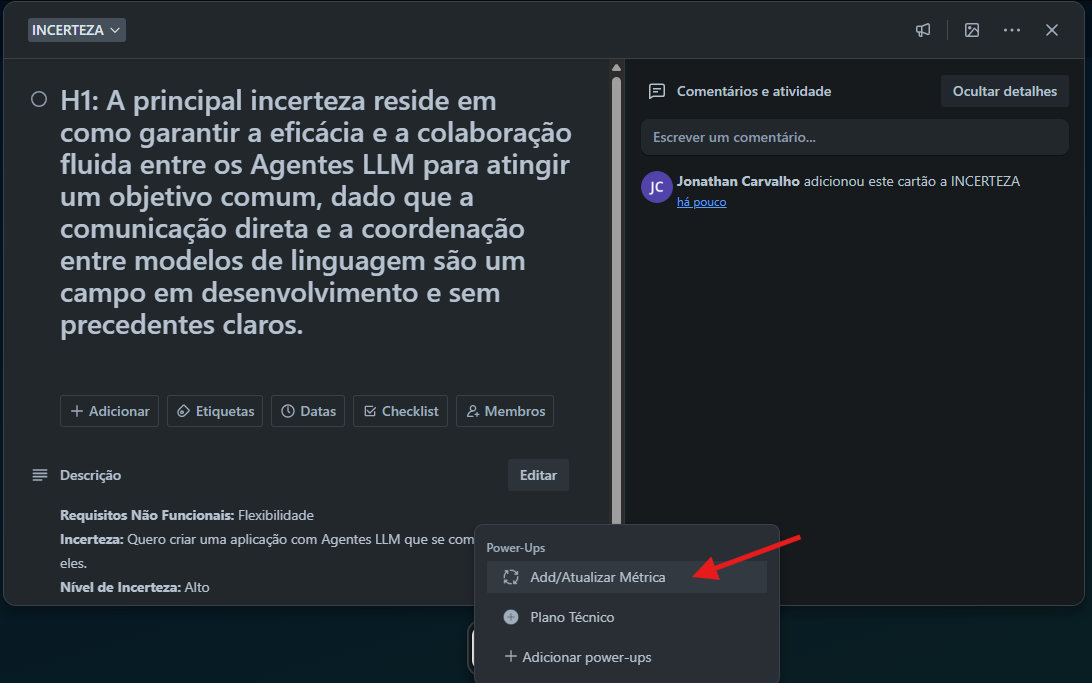 INCERTEZA
H1: A principal incerteza reside em
como garantir a eficácia e a colaboração
fluida entre os Agentes LLM para atingir
um objetivo comum, dado que a
comunicação direta e a coordenação
entre modelos de linguagem são um
campo em desenvolvimento e sem
precedentes claros.
Adicionar
Etiquetas
Datas
Checklist
Membros
Descrição
Editar
Requisitos Não Funcionais: Flexibilidade
Incerteza: Quero criar uma aplicação com Agentes LLM que se com
eles.
Nível de Incerteza: Alto
Comentários e atividade
Ocultar detalhes
Escrever um comentário...
JC
Jonathan Carvalho adicionou este cartão a INCERTEZA
há pouco
Power-Ups
Add/Atualizar Métrica
Plano Técnico
Adicionar power-ups